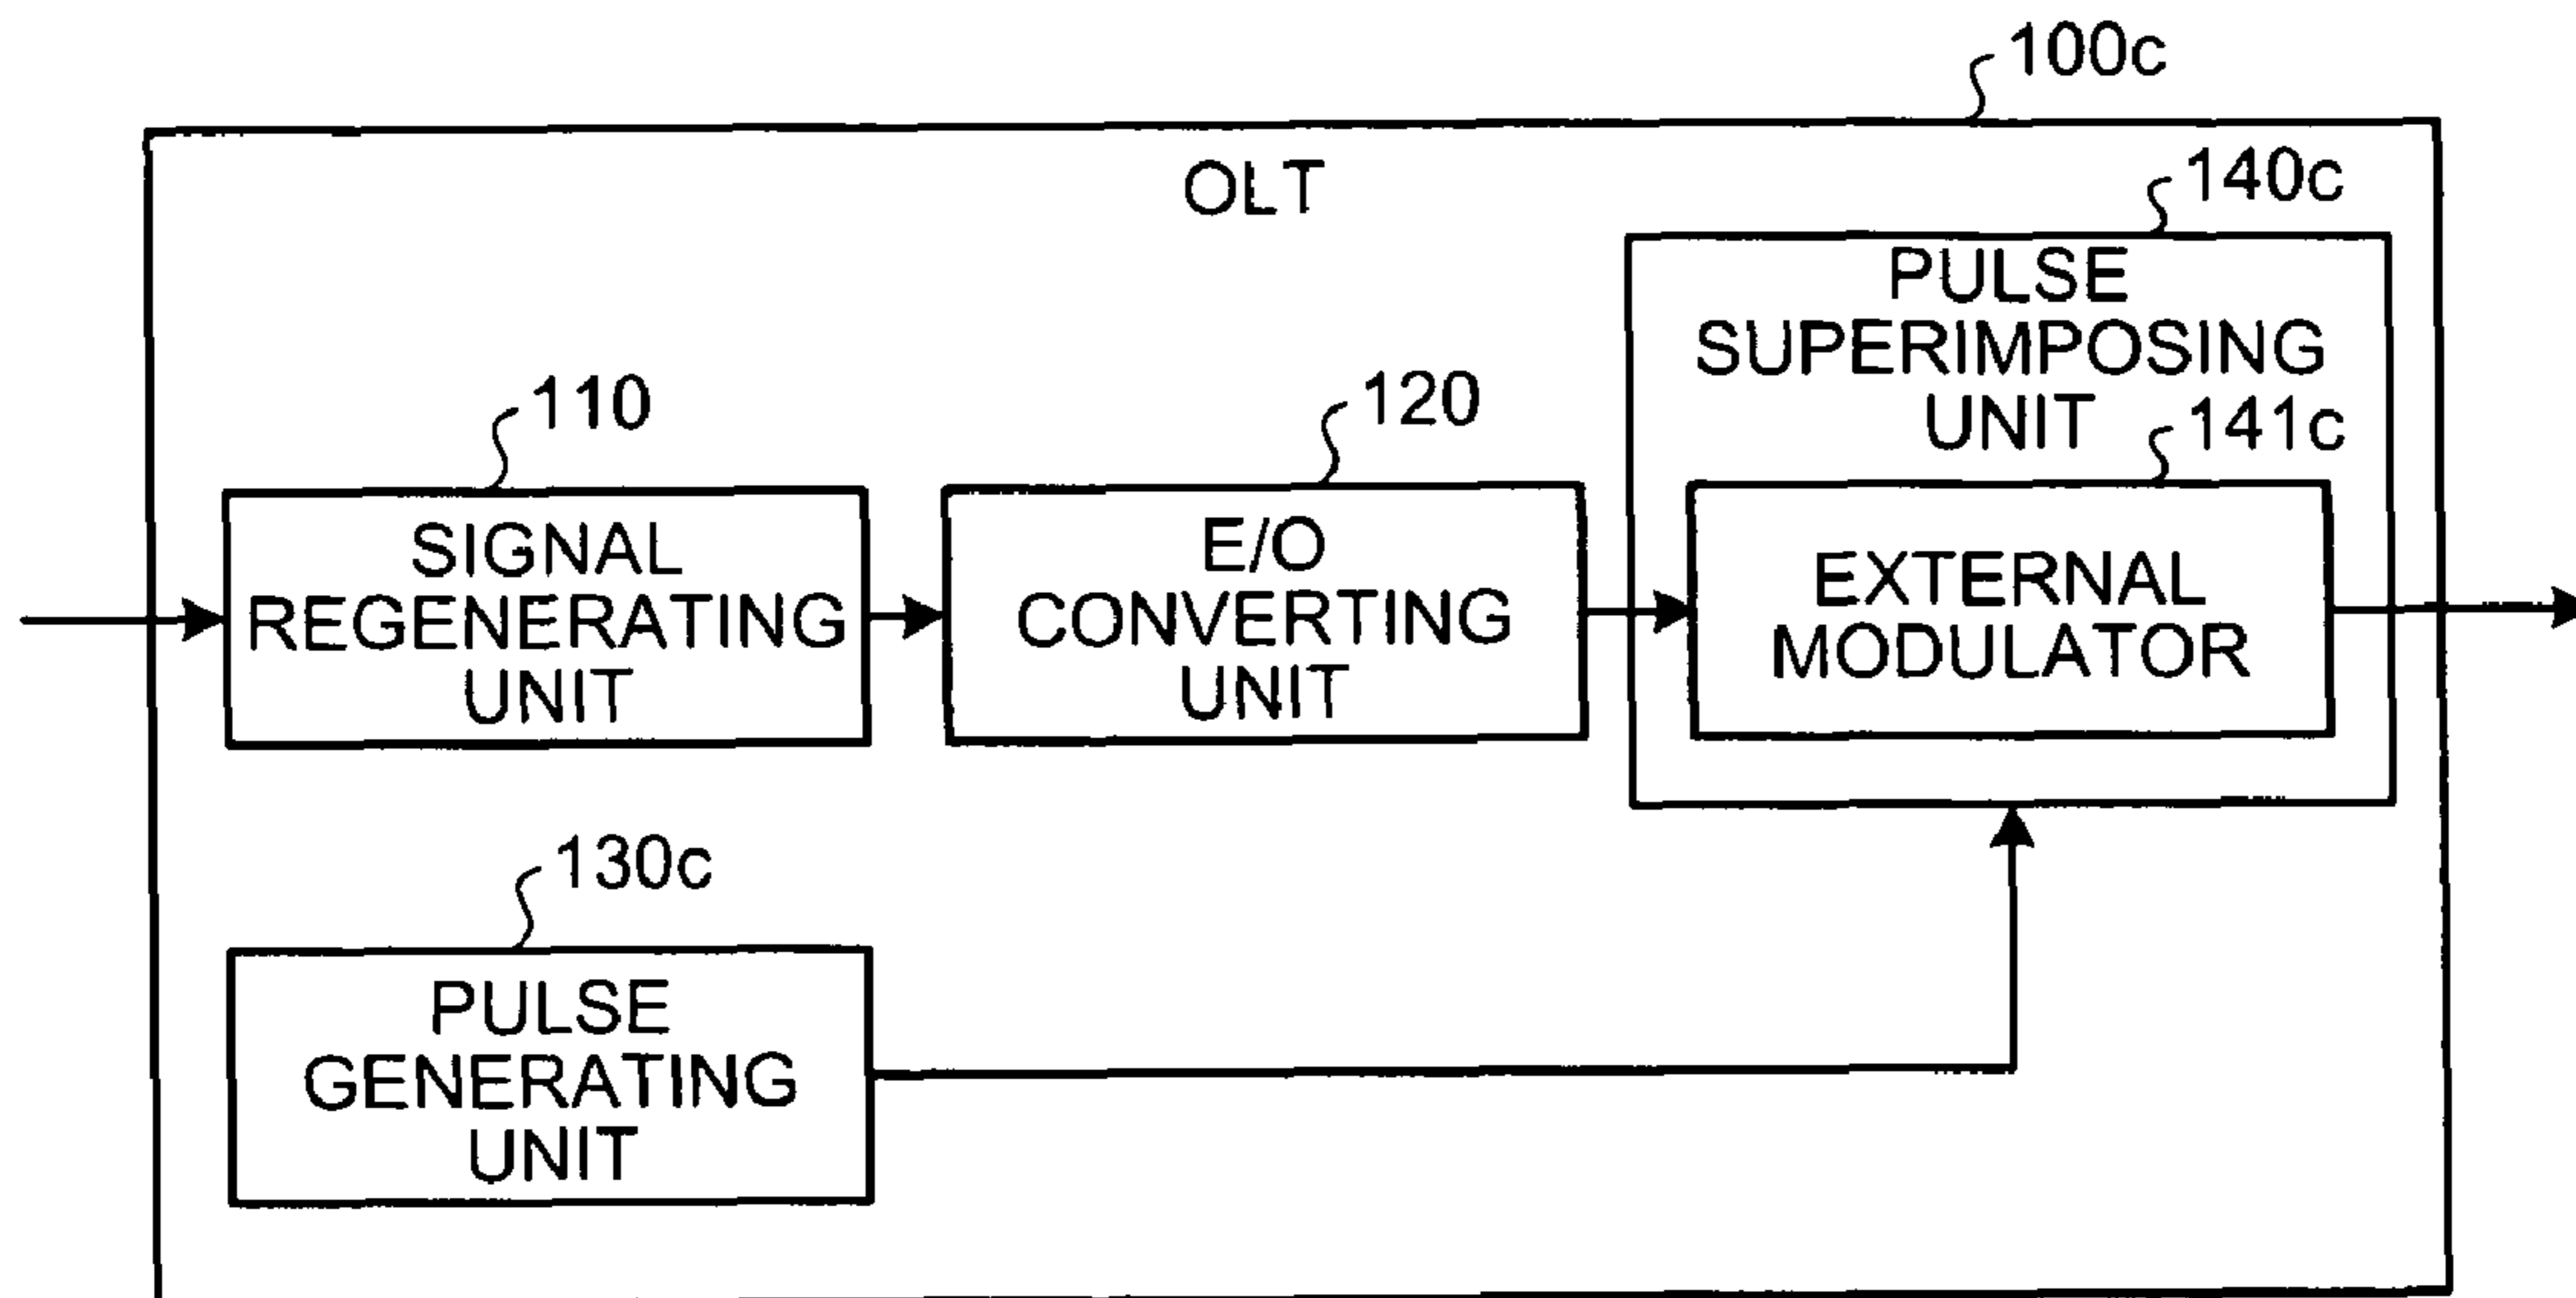 100c
OLT
140c
PULSE
SUPERIMPOSING
UNIT
141c
110
120
SIGNAL
REGENERATING
UNIT
E/O
CONVERTING
UNIT
EXTERNAL
MODULATOR
130c
PULSE
GENERATING
UNIT